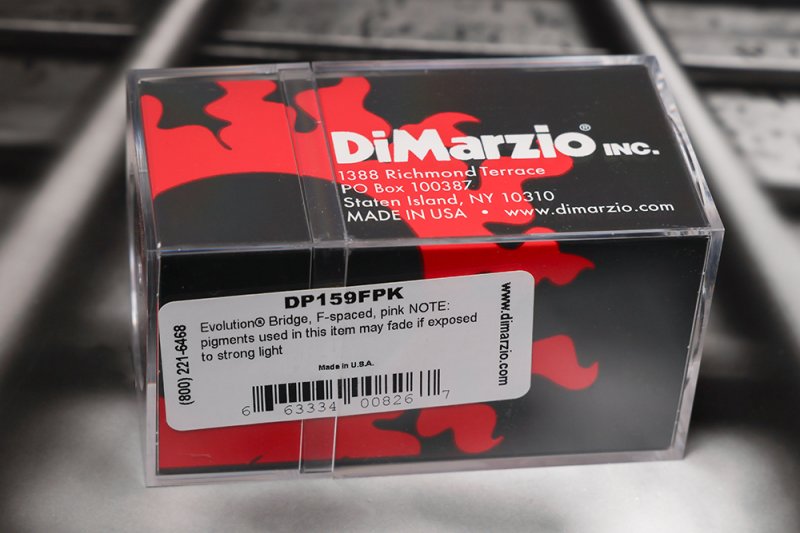 DiMarzio® INC.
1388 Richmond Terrace
PO Box 100387
Staten Island, NY 10310
MADE IN USA • www.dimarzio.com
DP159FPK
Evolution® Bridge, F-spaced, pink NOTE:
pigments used in this item may fade if exposed
to strong light
Made in U.S.A.
6 63334 00826 7
(800) 221-6468
www.dimarzio.com